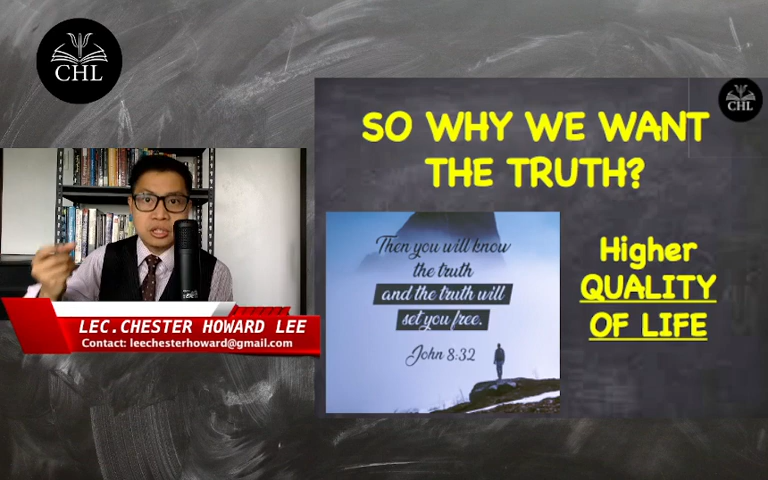 CHL
CHL
SO WHY WE WANT
THE TRUTH?
Then you will know
the truth
and the truth will
set you free.
John 8:32
Higher
QUALITY
OF LIFE
LEC.CHESTER HOWARD LEE
Contact: leechesterhoward@gmail.com